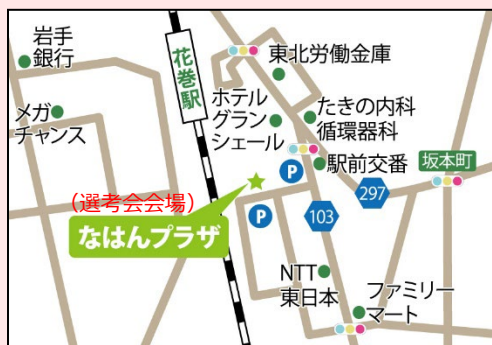 岩手
銀行
花巻駅
東北労働金庫
メガ
チャンス
ホテル
グラン
シェール
たきの内科
循環器科
駅前交番
坂本町
P
297
(選考会会場)
なはんプラザ
P
103
NTT
東日本
ファミリー
マート